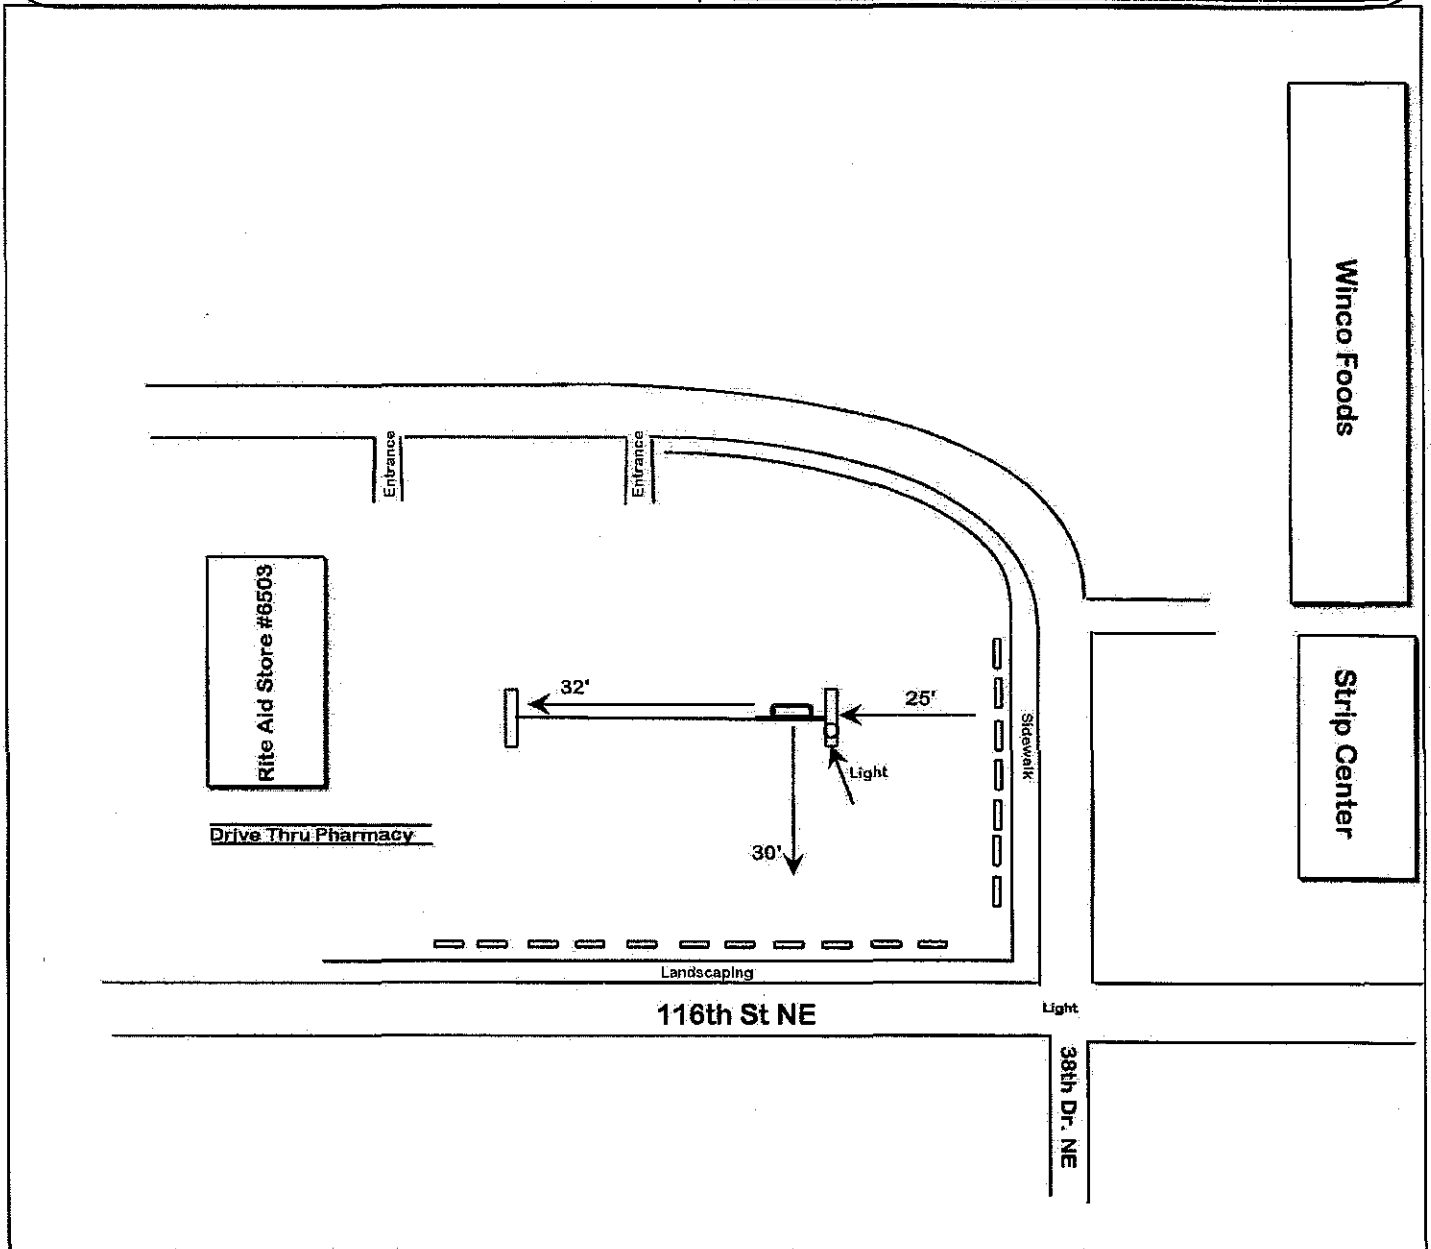 Winco Foods
Entrance
Entrance
Rite Aid Store #6503
32'
25'
Strip Center
Sidewalk
Light
Drive Thru Pharmacy
30'
Landscaping
116th St NE
Light
38th Dr. NE